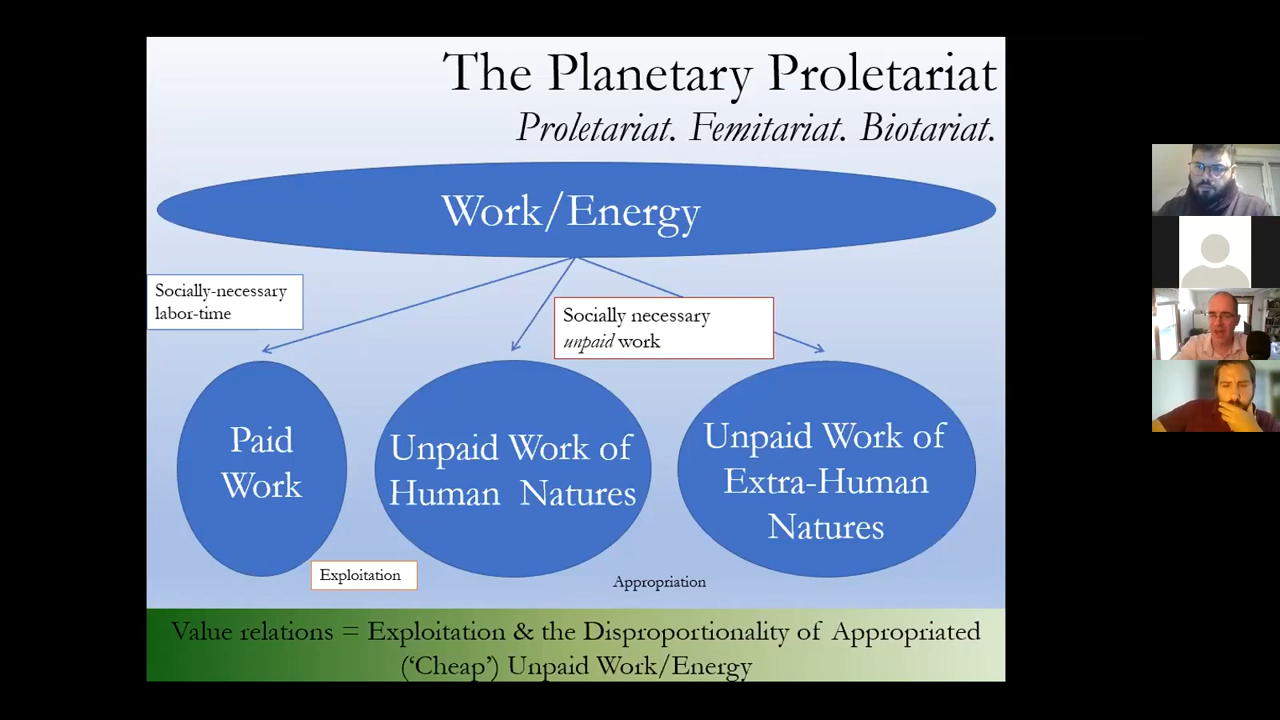 The Planetary Proletariat
Proletariat. Femitariat. Biotariat.
Work/Energy
Socially-necessary
labor-time
Socially necessary
unpaid work
Paid
Work
Unpaid Work of
Human Natures
Unpaid Work of
Extra-Human
Natures
Exploitation
Appropriation
Value relations = Exploitation & the Disproportionality of Appropriated
(‘Cheap’) Unpaid Work/Energy